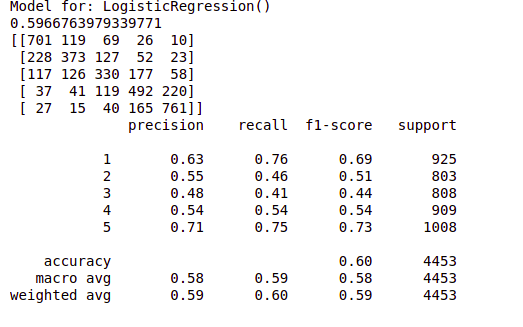 Model for: LogisticRegression()
0.5966763979339771
[[701 119  69  26  10]
 [228 373 127  52  23]
 [117 126 330 177  58]
 [ 37  41 119 492 220]
 [ 27  15  40 165 761]]
              precision    recall  f1-score   support
           1       0.63      0.76      0.69       925
           2       0.55      0.46      0.51       803
           3       0.48      0.41      0.44       808
           4       0.54      0.54      0.54       909
           5       0.71      0.75      0.73      1008
    accuracy                           0.60      4453
   macro avg       0.58      0.59      0.58      4453
weighted avg       0.59      0.60      0.59      4453